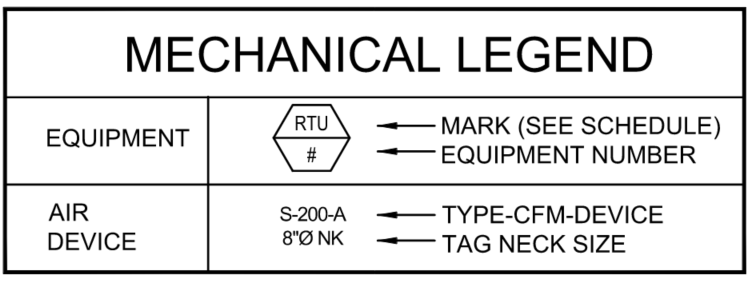 MECHANICAL LEGEND
EQUIPMENT
RTU
#
MARK (SEE SCHEDULE)
EQUIPMENT NUMBER
AIR
DEVICE
S-200-A
8"Ø NK
TYPE-CFM-DEVICE
TAG NECK SIZE